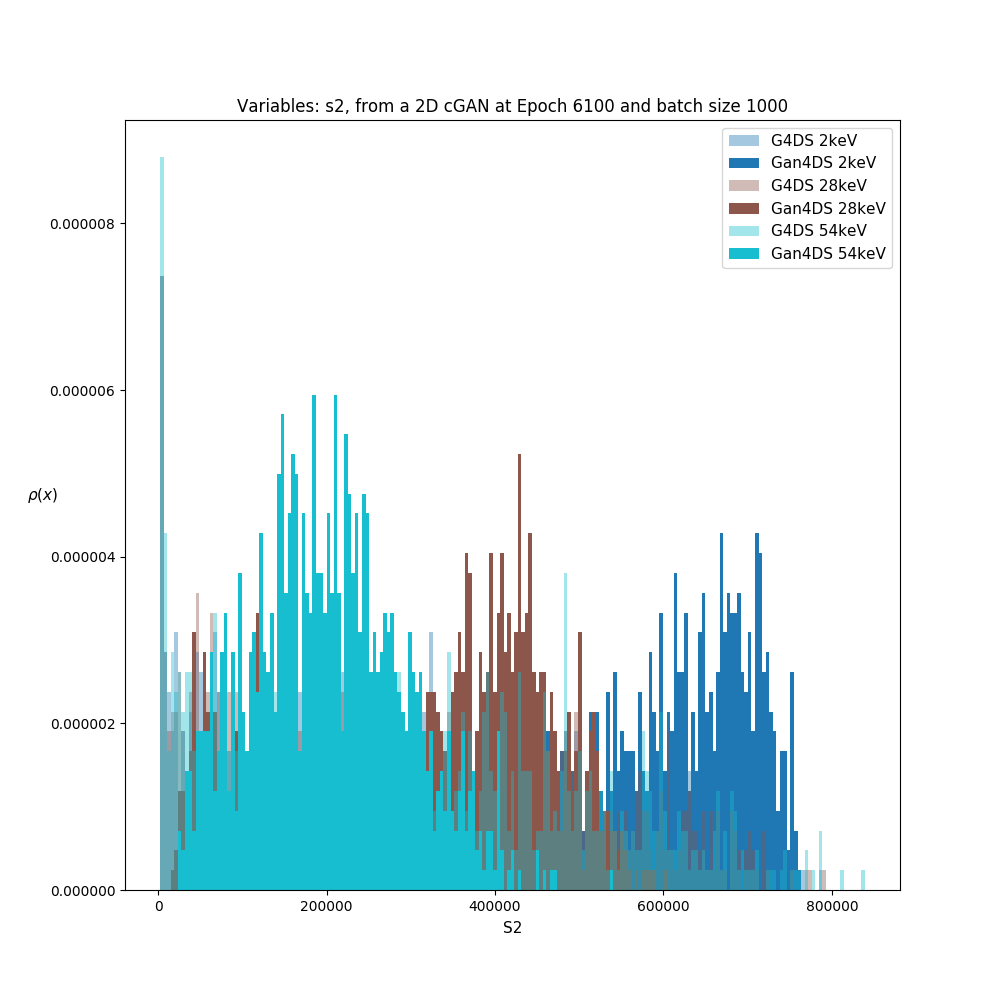 Variables: s2, from a 2D cGAN at Epoch 6100 and batch size 1000
G4DS 2keV
Gan4DS 2keV
G4DS 28keV
Gan4DS 28keV
G4DS 54keV
Gan4DS 54keV
0.000008
0.000006
ρ(x)
0.000004
0.000002
0.000000
0 200000 400000 600000 800000
S2